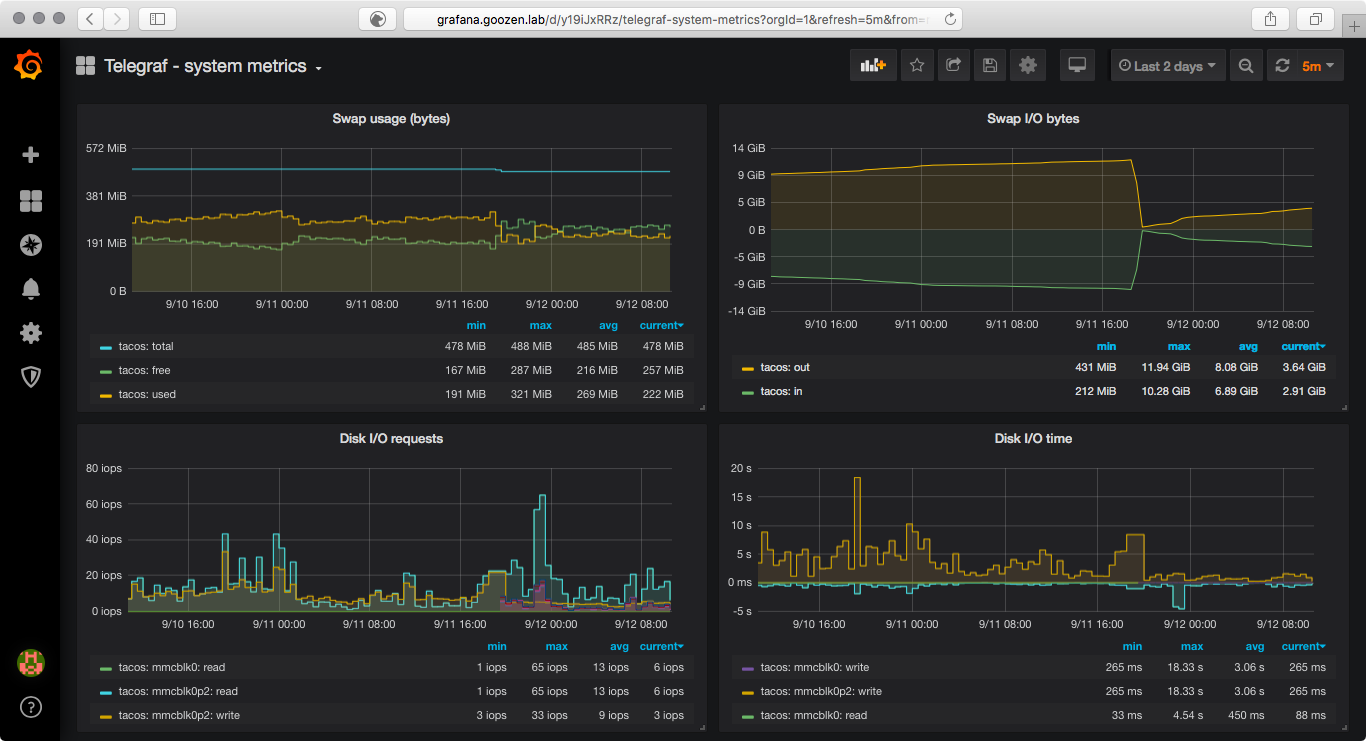 grafana.goozen.lab/d/y19iJxRRz/telegraf-system-metrics?orgId=1&refresh=5m&from=
Telegraf - system metrics
Last 2 days
5m
Swap usage (bytes)
572 MiB
381 MiB
191 MiB
0 B
9/10 16:00 9/11 00:00 9/11 08:00 9/11 16:00 9/12 00:00 9/12 08:00
min max avg current
tacos: total 478 MiB 488 MiB 485 MiB 478 MiB
tacos: free 167 MiB 287 MiB 216 MiB 257 MiB
tacos: used 191 MiB 321 MiB 269 MiB 222 MiB
Swap I/O bytes
14 GiB
9 GiB
5 GiB
0 B
-5 GiB
-9 GiB
-14 GiB
9/10 16:00 9/11 00:00 9/11 08:00 9/11 16:00 9/12 00:00 9/12 08:00
min max avg current
tacos: out 431 MiB 11.94 GiB 8.08 GiB 3.64 GiB
tacos: in 212 MiB 10.28 GiB 6.89 GiB 2.91 GiB
Disk I/O requests
80 iops
60 iops
40 iops
20 iops
0 iops
9/10 16:00 9/11 00:00 9/11 08:00 9/11 16:00 9/12 00:00 9/12 08:00
min max avg current
tacos: mmcblk0: read 1 iops 65 iops 13 iops 6 iops
tacos: mmcblk0p2: read 1 iops 65 iops 13 iops 6 iops
tacos: mmcblk0p2: write 3 iops 33 iops 9 iops 3 iops
Disk I/O time
20 s
15 s
10 s
5 s
0 ms
-5 s
9/10 16:00 9/11 00:00 9/11 08:00 9/11 16:00 9/12 00:00 9/12 08:00
min max avg current
tacos: mmcblk0: write 265 ms 18.33 s 3.06 s 265 ms
tacos: mmcblk0p2: write 265 ms 18.33 s 3.06 s 265 ms
tacos: mmcblk0: read 33 ms 4.54 s 450 ms 88 ms